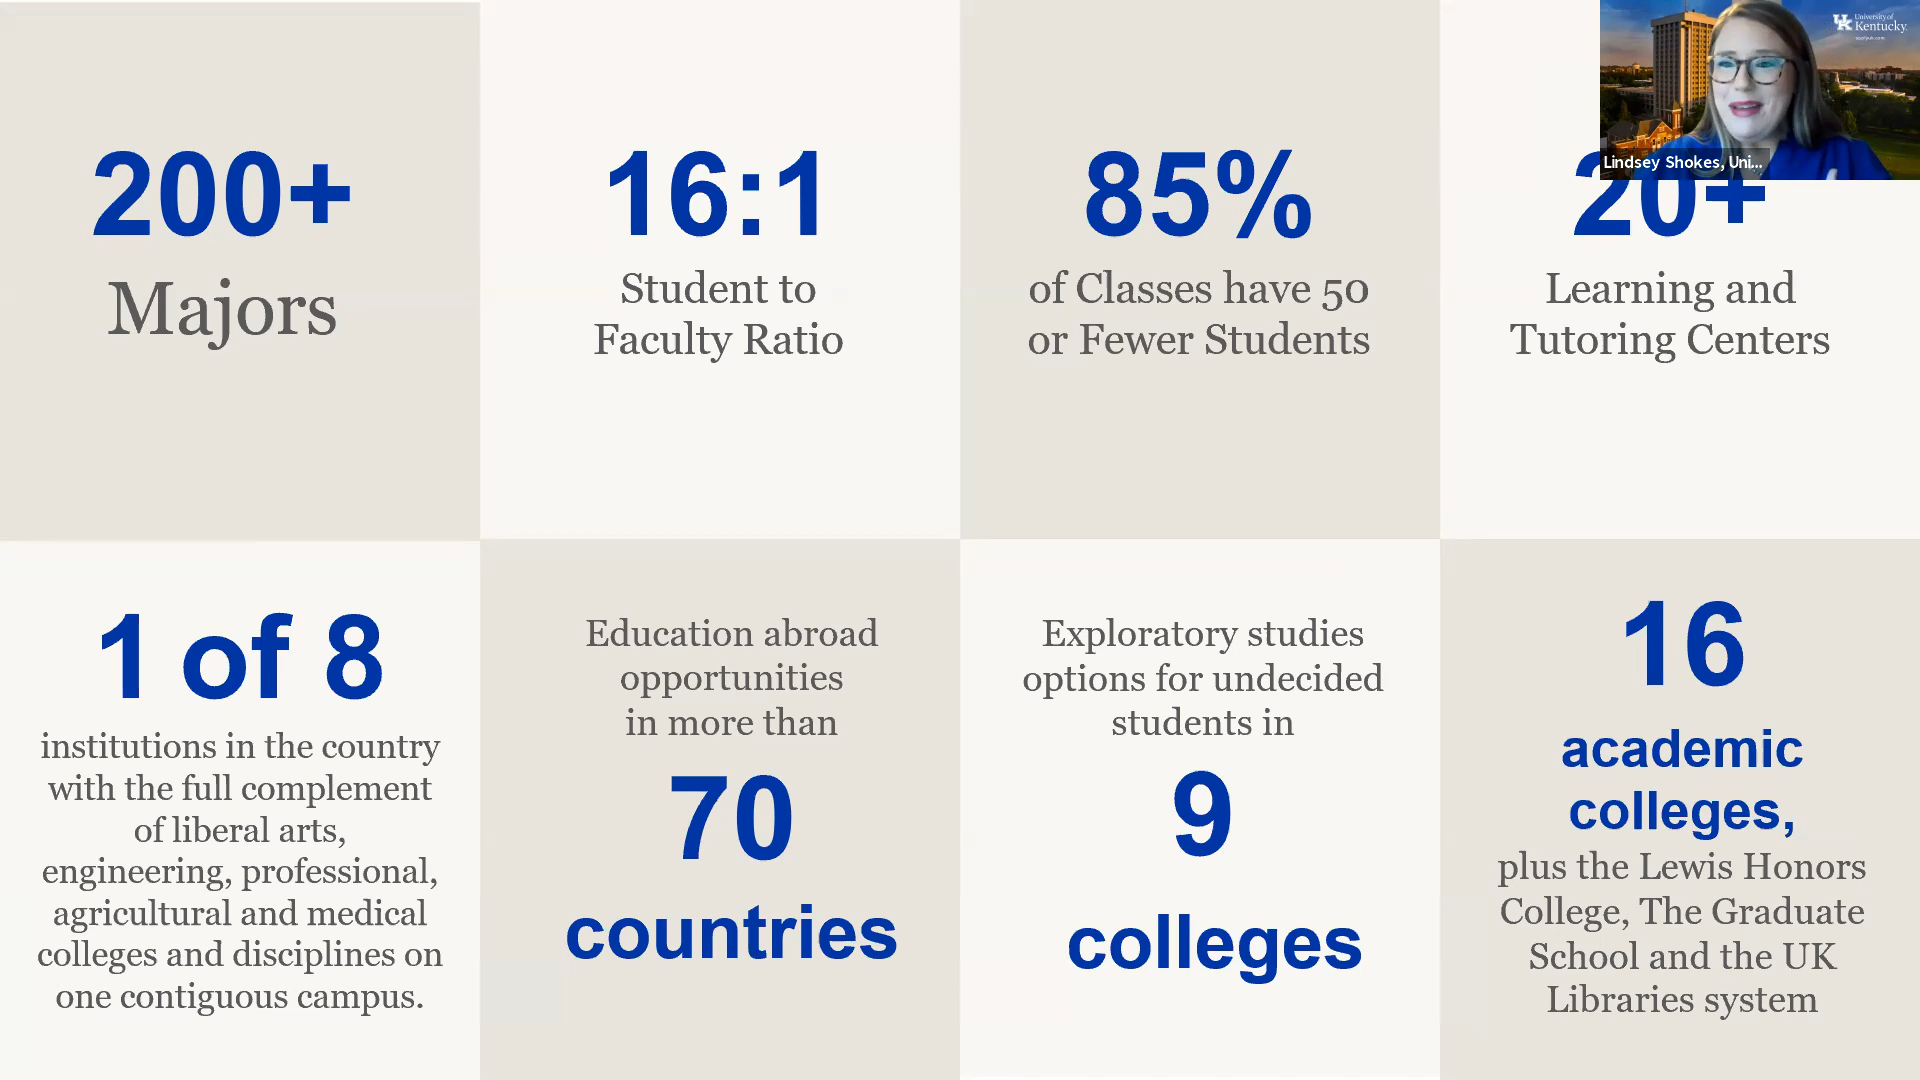 200+
Majors
16:1
Student to
Faculty Ratio
85%
of Classes have 50
or Fewer Students
University of
Kentucky
Lindsey Shokes, Uni...
20+
Learning and
Tutoring Centers
1 of 8
institutions in the country
with the full complement
of liberal arts,
engineering, professional,
agricultural and medical
colleges and disciplines on
one contiguous campus.
Education abroad
opportunities
in more than
70
countries
Exploratory studies
options for undecided
students in
9
colleges
16
academic
colleges,
plus the Lewis Honors
College, The Graduate
School and the UK
Libraries system